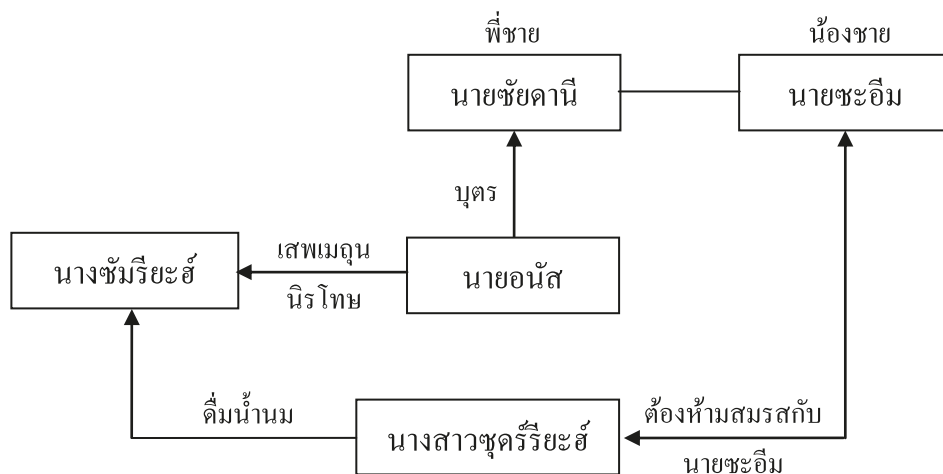 พี่ชาย
น้องชาย
นายซัยดานี
นายซะอีม
บุตร
นางซัมรียะฮ์
เสพเมถุน
นิรโทษ
นายอนัส
ดื่มน้ำนม
นางสาวซุดร์รียะฮ์
ต้องห้ามสมรสกับ
นายซะอีม